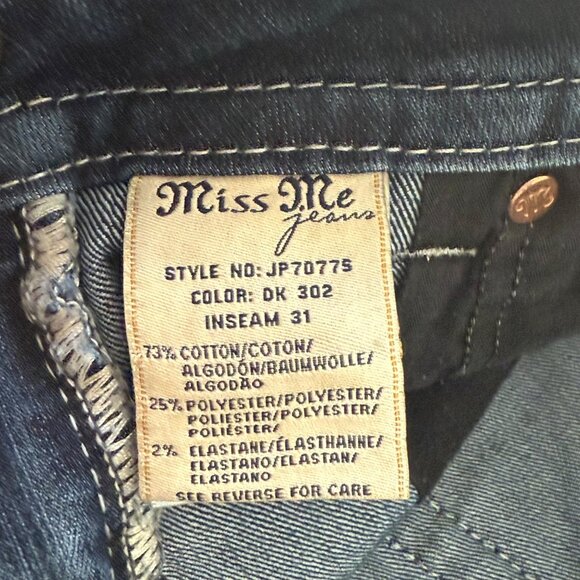 Miss Me
jeans
STYLE NO: JP7077S
COLOR: DK 302
INSEAM 31
73% COTTON/COTON/
ALGODÓN/BAUMWOLLE/
ALGODÃO
25% POLYESTER/POLYESTER/
POLIÉSTER/POLYESTER/
POLIÉSTER/
2% ELASTANE/ÉLASTHANNE/
ELASTANO/ELASTAN/
ELASTANO
SEE REVERSE FOR CARE
M